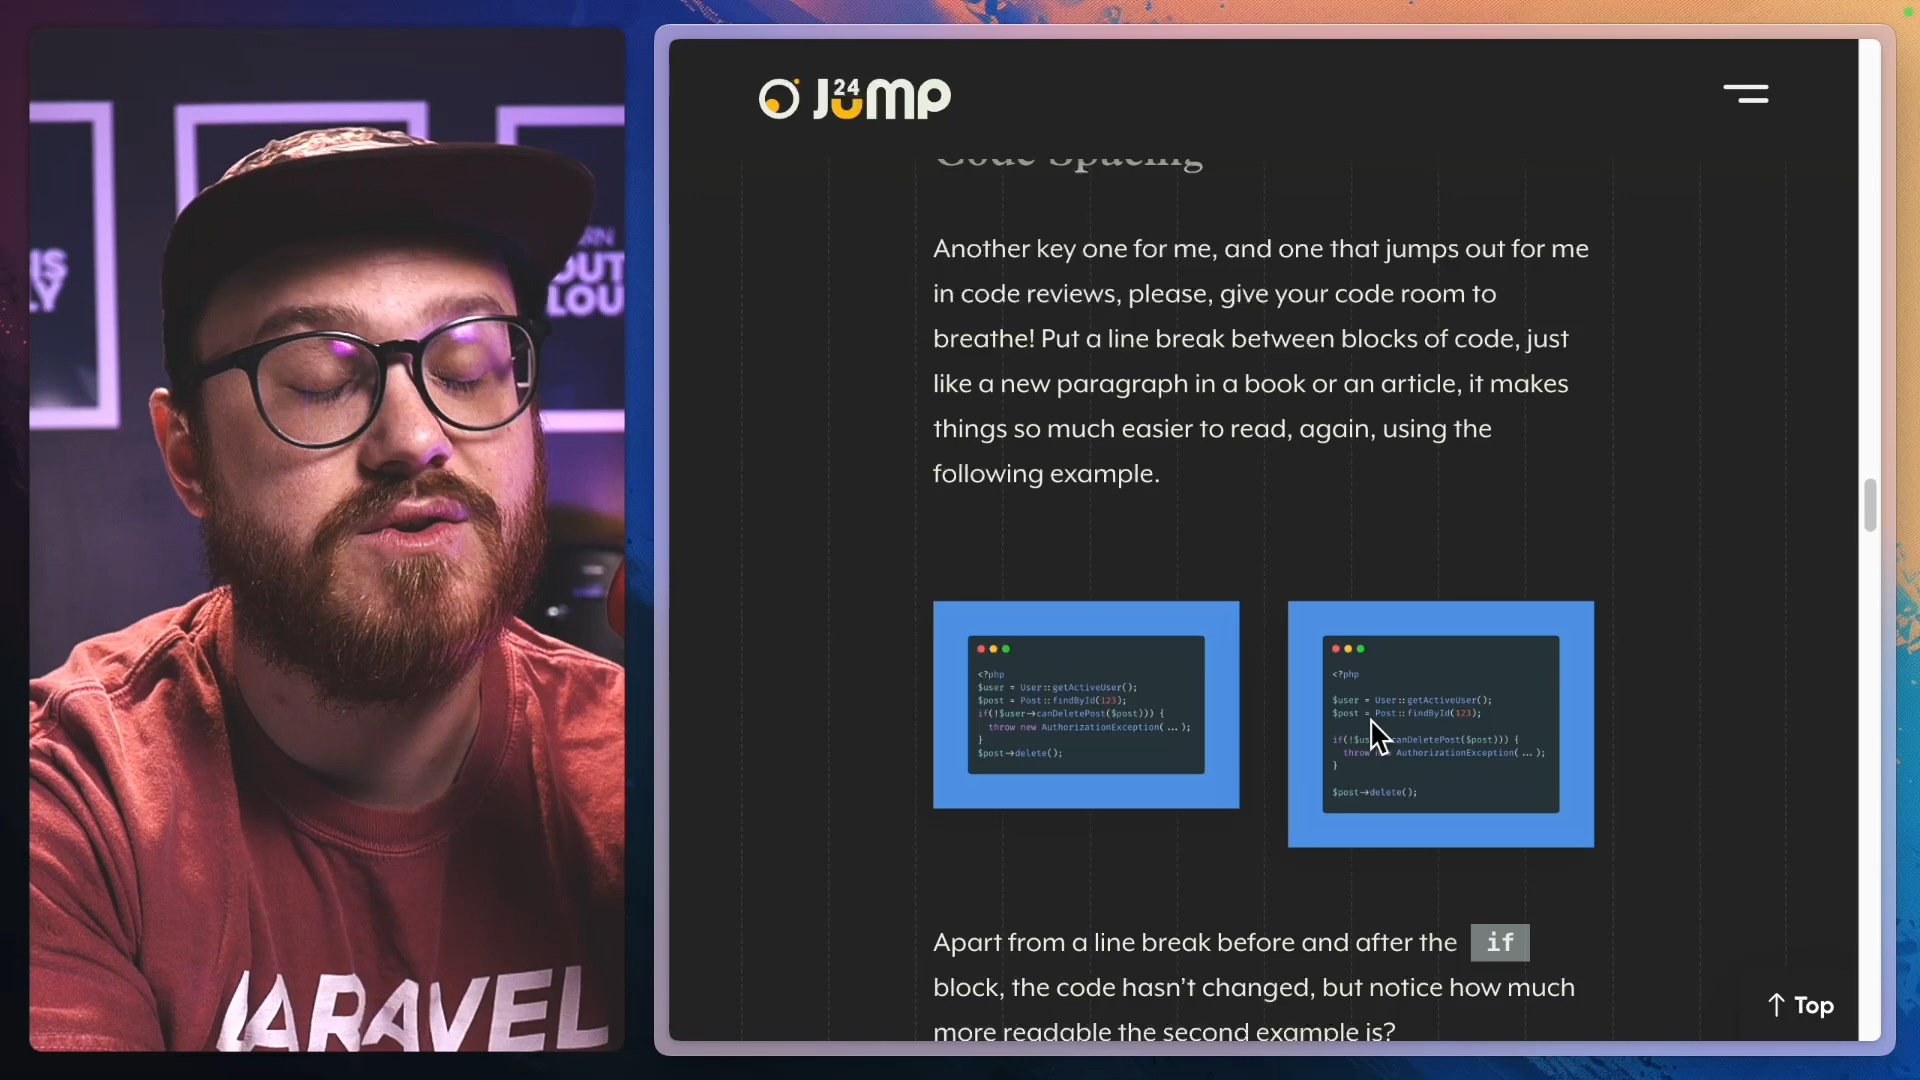 LARAVEL
OUT
LOU
Jump
24
Code Spacing
Another key one for me, and one that jumps out for me
in code reviews, please, give your code room to
breathe! Put a line break between blocks of code, just
like a new paragraph in a book or an article, it makes
things so much easier to read, again, using the
following example.
<?php
$user = User::getActiveUser();
$post = Post::findById(123);
if(!$user→canDeletePost($post))) {
throw new AuthorizationException( ... );
}
$post→delete();
<?php
$user = User::getActiveUser();
$post = Post::findById(123);
if(!$us canDeletePost($post))) {
throw AuthorizationException( ... );
}
$post→delete();
Apart from a line break before and after the if
block, the code hasn't changed, but notice how much
more readable the second example is?
↑ Top